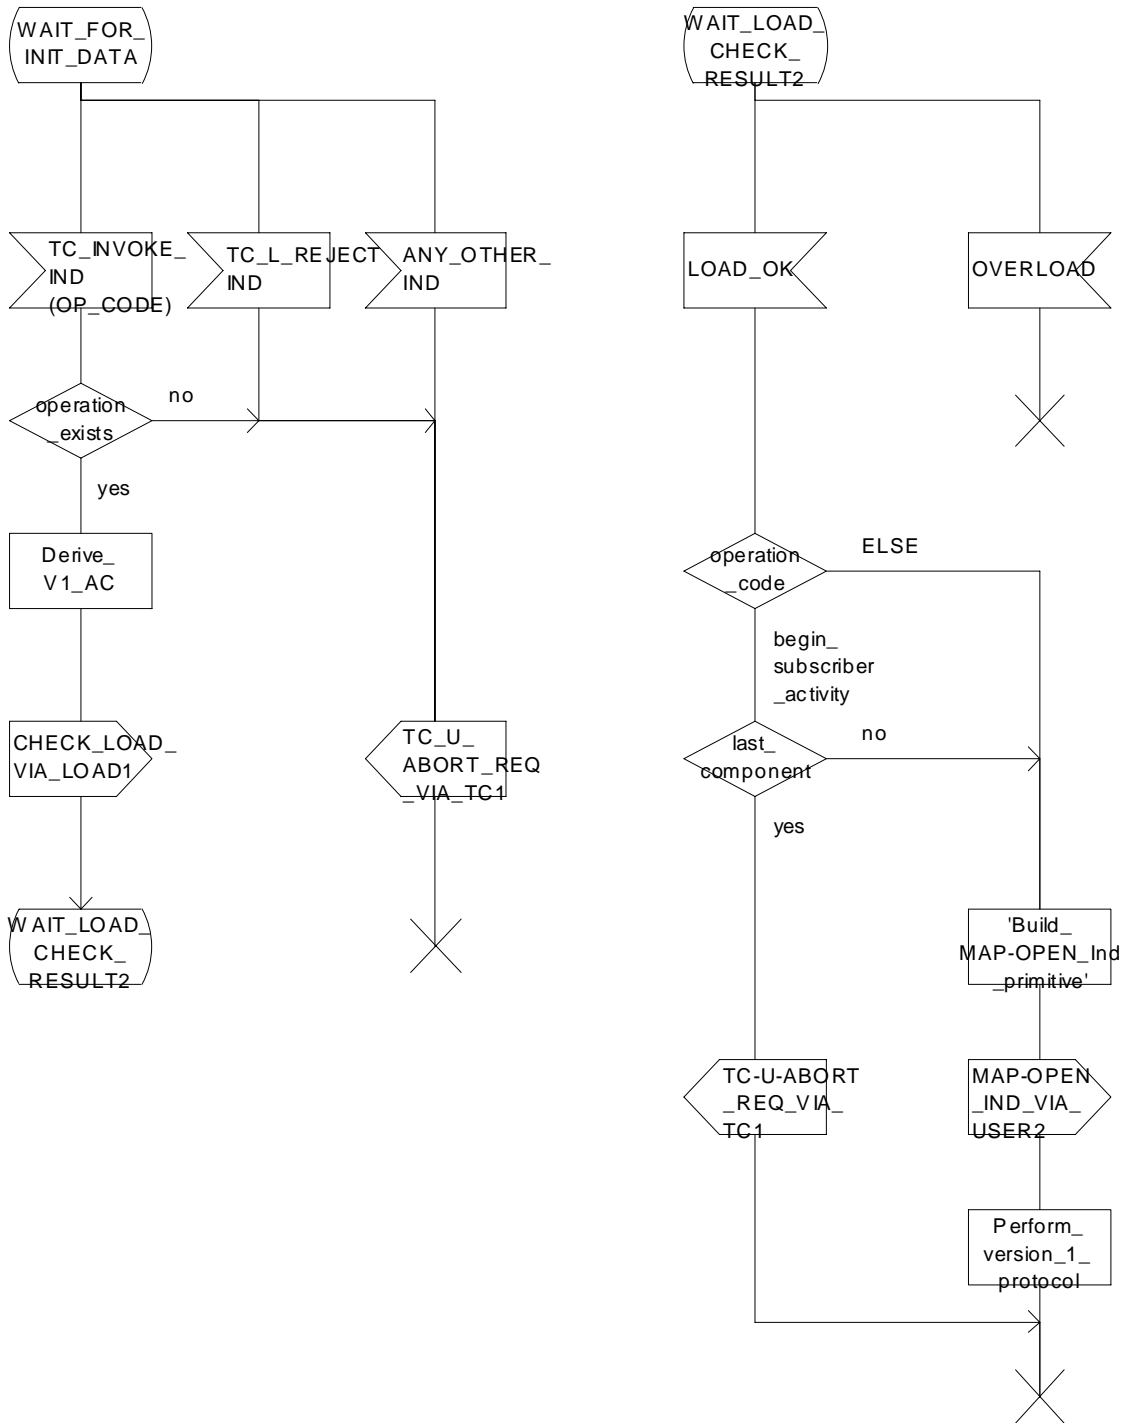 WAIT_FOR_
INIT_DATA
TC_INVOKE_
IND
(OP_CODE)
TC_L_REJECT
IND
ANY_OTHER_
IND
operation
_exists
no
yes
Derive_
V1_AC
CHECK_LOAD_
VIA_LOAD1
TC_U_
ABORT_REQ
_VIA_TC1
WAIT_LOAD_
CHECK_
RESULT2
WAIT_LOAD_
CHECK_
RESULT2
LOAD_OK
OVERLOAD
operation
_code
ELSE
begin_
subscriber
_activity
last_
component
no
yes
'Build_
MAP-OPEN_Ind
_primitive'
TC-U-ABORT
_REQ_VIA_
TC1
MAP-OPEN
_IND_VIA_
USER2
Perform_
version_1_
protocol